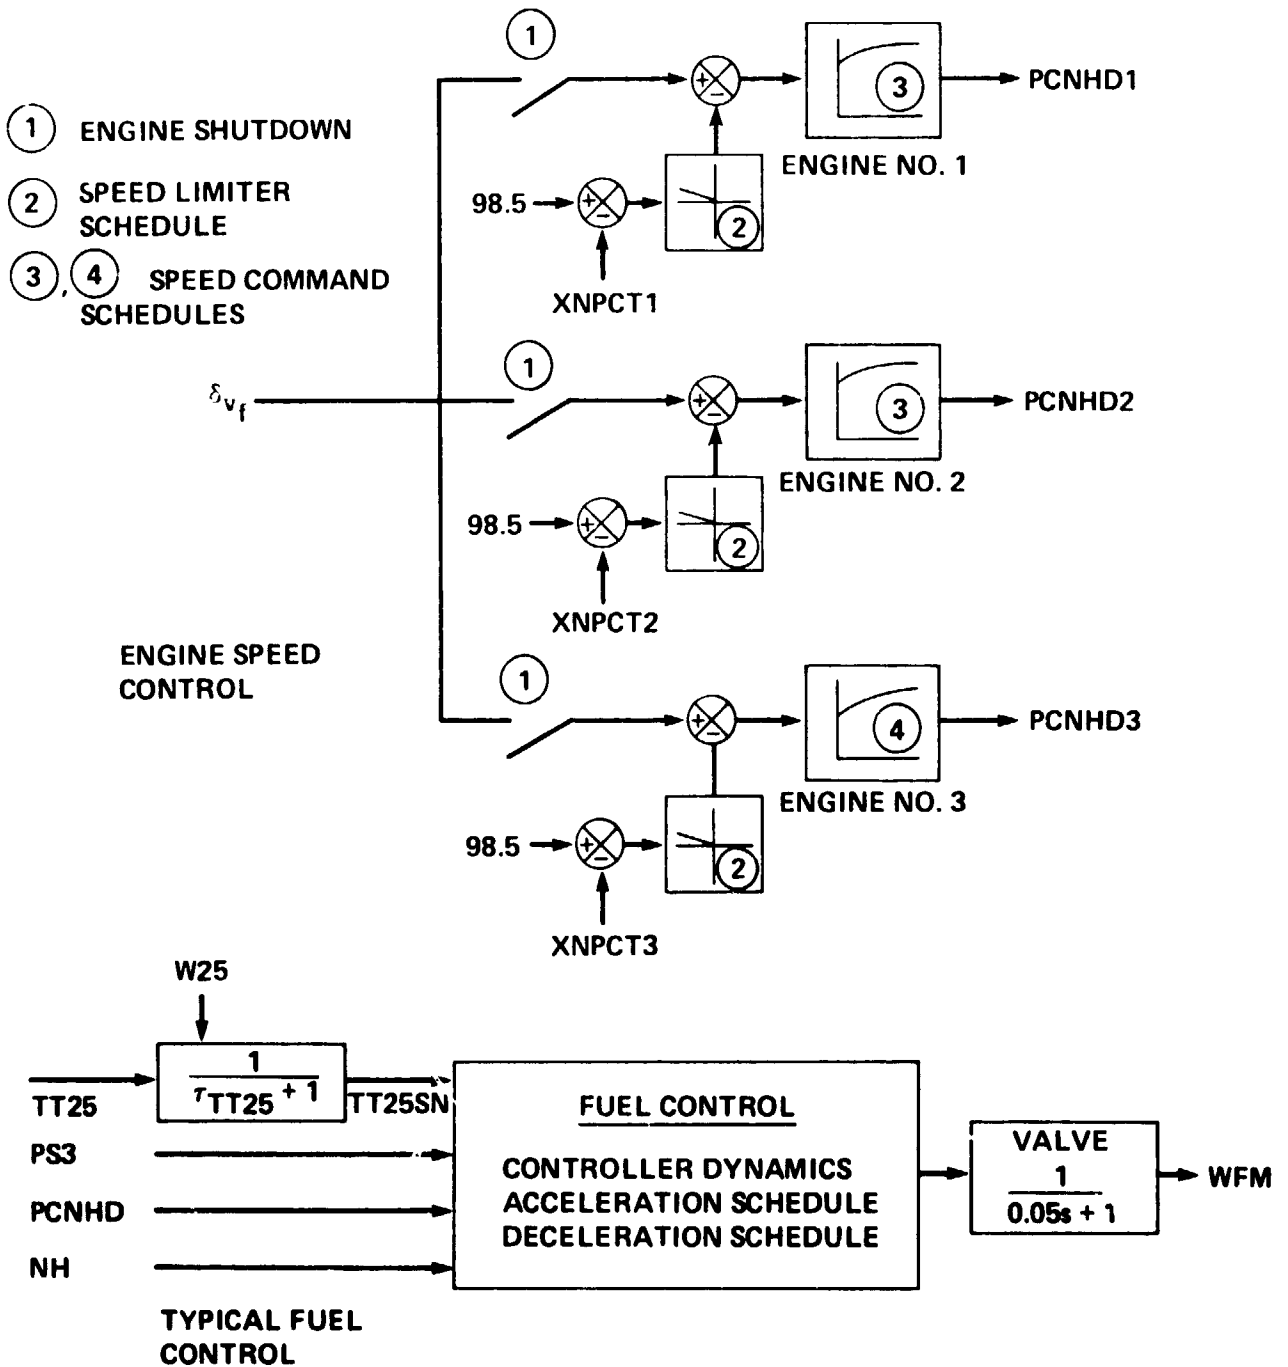 1 ENGINE SHUTDOWN
2 SPEED LIMITER
SCHEDULE
3, 4 SPEED COMMAND
SCHEDULES
δvf
ENGINE SPEED
CONTROL
1
+
−
3
PCNHD1
ENGINE NO. 1
98.5
+
−
2
XNPCT1
1
+
−
3
PCNHD2
ENGINE NO. 2
98.5
+
−
2
XNPCT2
1
+
−
4
PCNHD3
ENGINE NO. 3
98.5
+
−
2
XNPCT3
W25
1
τTT25 + 1
TT25
TT25SN
PS3
PCNHD
NH
FUEL CONTROL
CONTROLLER DYNAMICS
ACCELERATION SCHEDULE
DECELERATION SCHEDULE
VALVE
1
0.05s + 1
WFM
TYPICAL FUEL
CONTROL